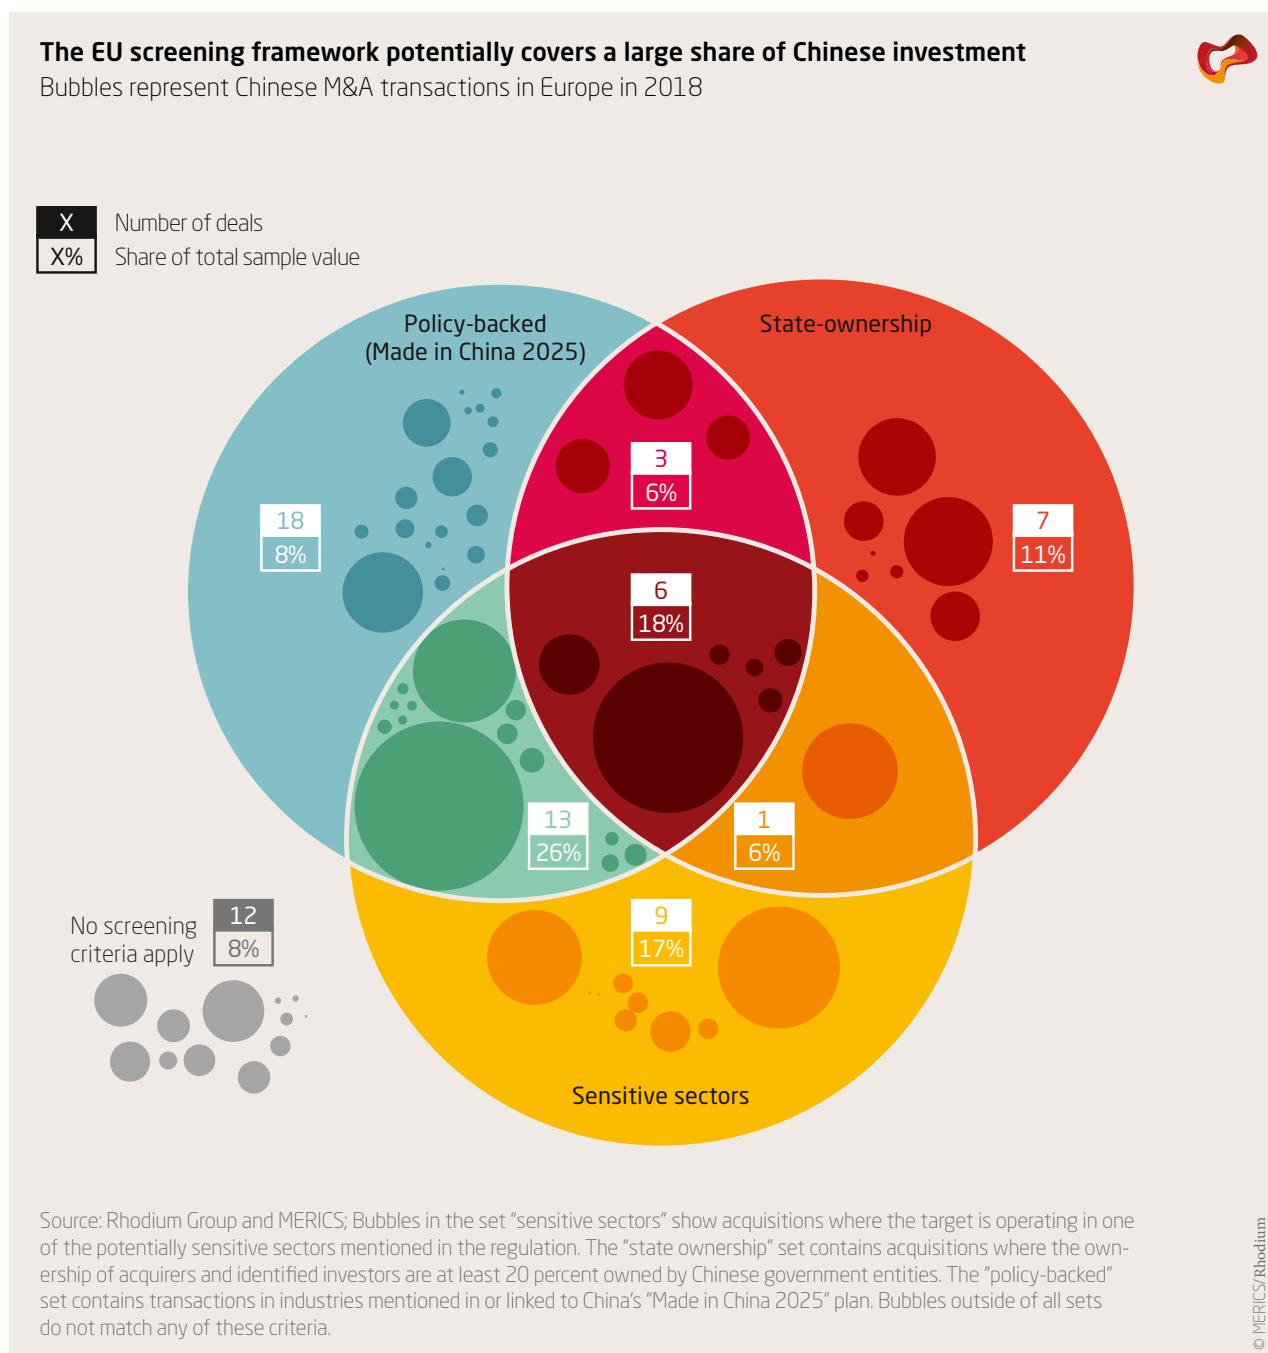 The EU screening framework potentially covers a large share of Chinese investment
Bubbles represent Chinese M&A transactions in Europe in 2018
X Number of deals
X% Share of total sample value
Policy-backed
(Made in China 2025)
State-ownership
3
6%
18
8%
7
11%
6
18%
13
26%
1
6%
9
17%
No screening
criteria apply
12
8%
Sensitive sectors
Source: Rhodium Group and MERICS; Bubbles in the set “sensitive sectors” show acquisitions where the target is operating in one
of the potentially sensitive sectors mentioned in the regulation. The “state ownership” set contains acquisitions where the own-
ership of acquirers and identified investors are at least 20 percent owned by Chinese government entities. The “policy-backed”
set contains transactions in industries mentioned in or linked to China’s “Made in China 2025” plan. Bubbles outside of all sets
do not match any of these criteria.
© MERICS/Rhodium